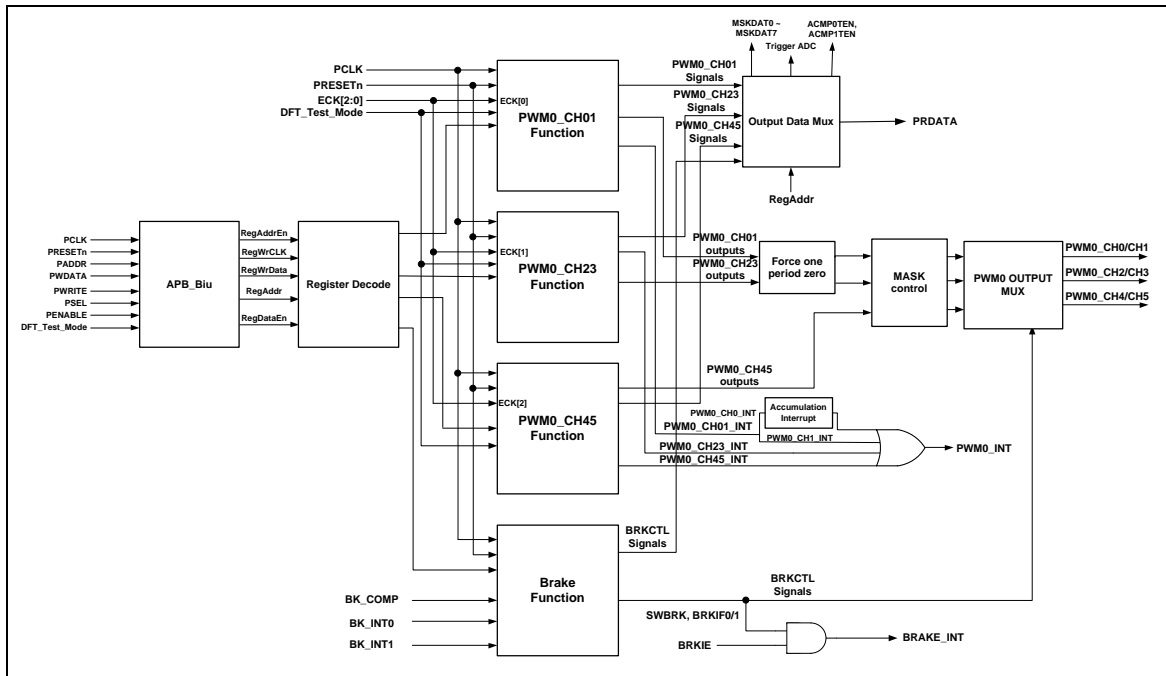 MSKDAT0 ~
MSKDAT7
ACMP0TEN,
ACMP1TEN
Trigger ADC
PCLK
PRESETn
ECK[2:0]
DFT_Test_Mode
ECK[0]
PWM0_CH01
Function
PWM0_CH01
Signals
PWM0_CH23
Signals
PWM0_CH45
Signals
Output Data Mux
PRDATA
RegAddr
PCLK
PRESETn
PADDR
PWDATA
PWRITE
PSEL
PENABLE
DFT_Test_Mode
APB_Biu
RegAddrEn
RegWrCLK
RegWrData
RegAddr
RegDataEn
Register Decode
ECK[1]
PWM0_CH23
Function
PWM0_CH01
outputs
PWM0_CH23
outputs
Force one
period zero
MASK
control
PWM0 OUTPUT
MUX
PWM0_CH0/CH1
PWM0_CH2/CH3
PWM0_CH4/CH5
ECK[2]
PWM0_CH45
Function
PWM0_CH45
outputs
PWM0_CH0_INT
Accumulation
Interrupt
PWM0_CH01_INT
PWM0_CH1_INT
PWM0_CH23_INT
PWM0_CH45_INT
PWM0_INT
BK_COMP
BK_INT0
BK_INT1
Brake
Function
BRKCTL
Signals
BRKCTL
Signals
SWBRK, BRKIF0/1
BRKIE
BRAKE_INT